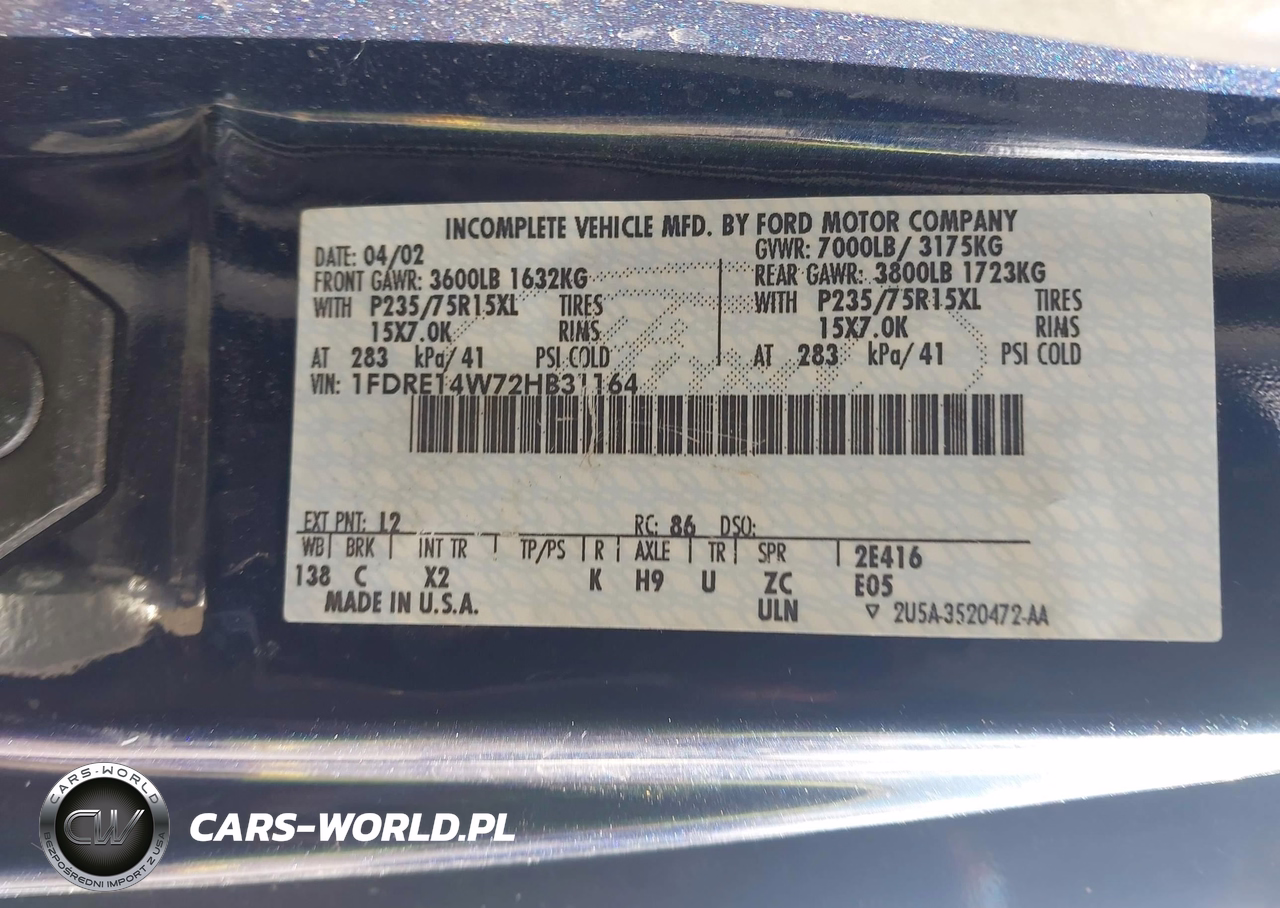 INCOMPLETE VEHICLE MFD. BY FORD MOTOR COMPANY
DATE: 04/02 GVWR: 7000LB/ 3175KG
FRONT GAWR: 3600LB 1632KG REAR GAWR: 3800LB 1723KG
WITH P235/75R15XL TIRES WITH P235/75R15XL TIRES
15X7.0K RIMS 15X7.0K RIMS
AT 283 kPa/41 PSI COLD AT 283 kPa/41 PSI COLD
VIN: 1FDRE14W72HB31164
EXT PNT: L2 RC: 86 DSO:
WB BRK INT TR TP/PS R AXLE TR SPR 2E416
138 C X2 K H9 U ZC E05
MADE IN U.S.A. ULN ▽ 2U5A-3520472-AA
CARS-WORLD
CW
BEZPOŚREDNI IMPORT Z USA
CARS-WORLD.PL